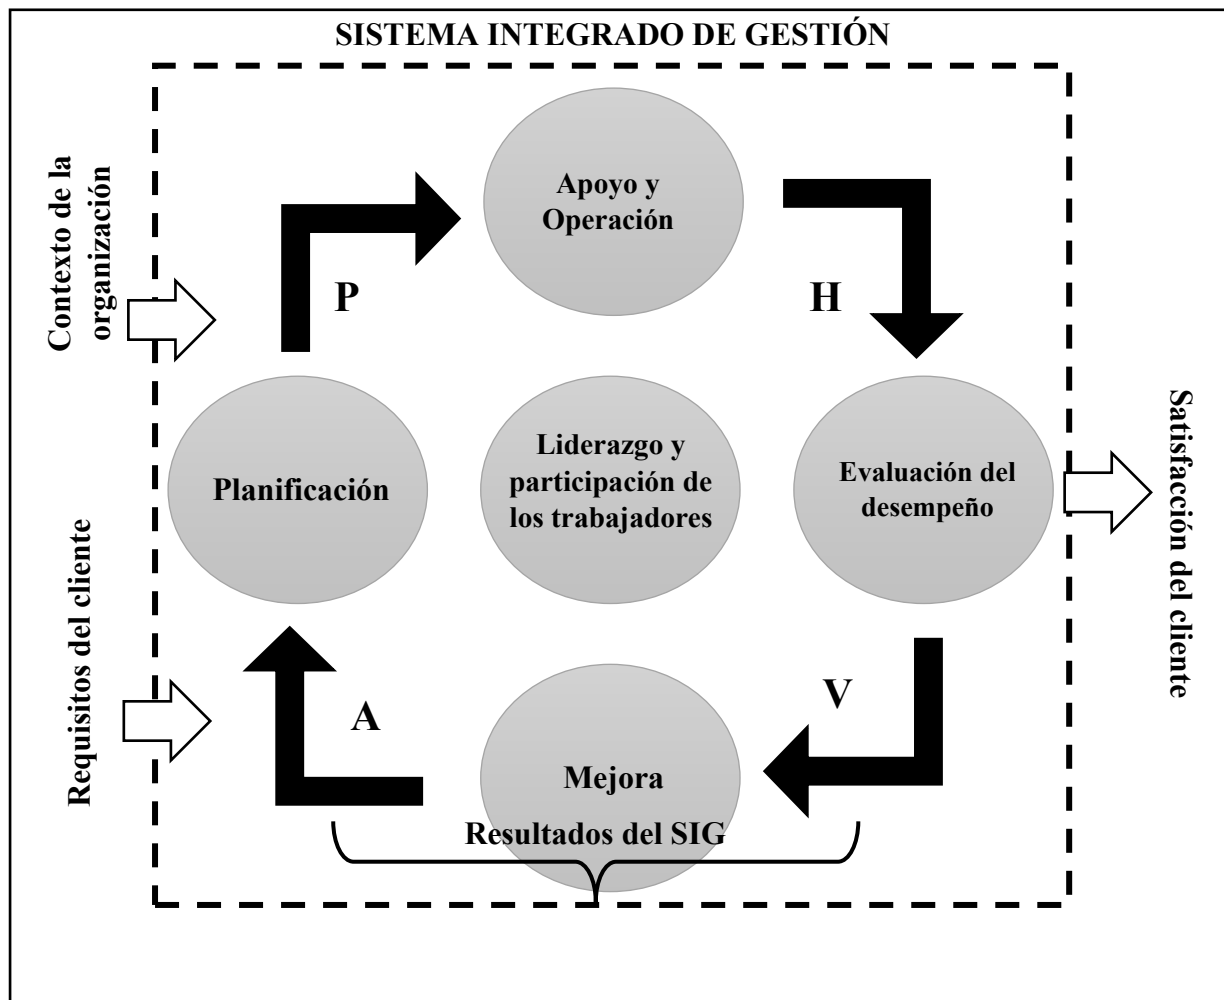 SISTEMA INTEGRADO DE GESTIÓN
Contexto de la
organización
Apoyo y
Operación
P
H
Planificación
Liderazgo y
participación de
los trabajadores
Evaluación del
desempeño
Satisfacción del cliente
Requisitos del cliente
A
V
Mejora
Resultados del SIG